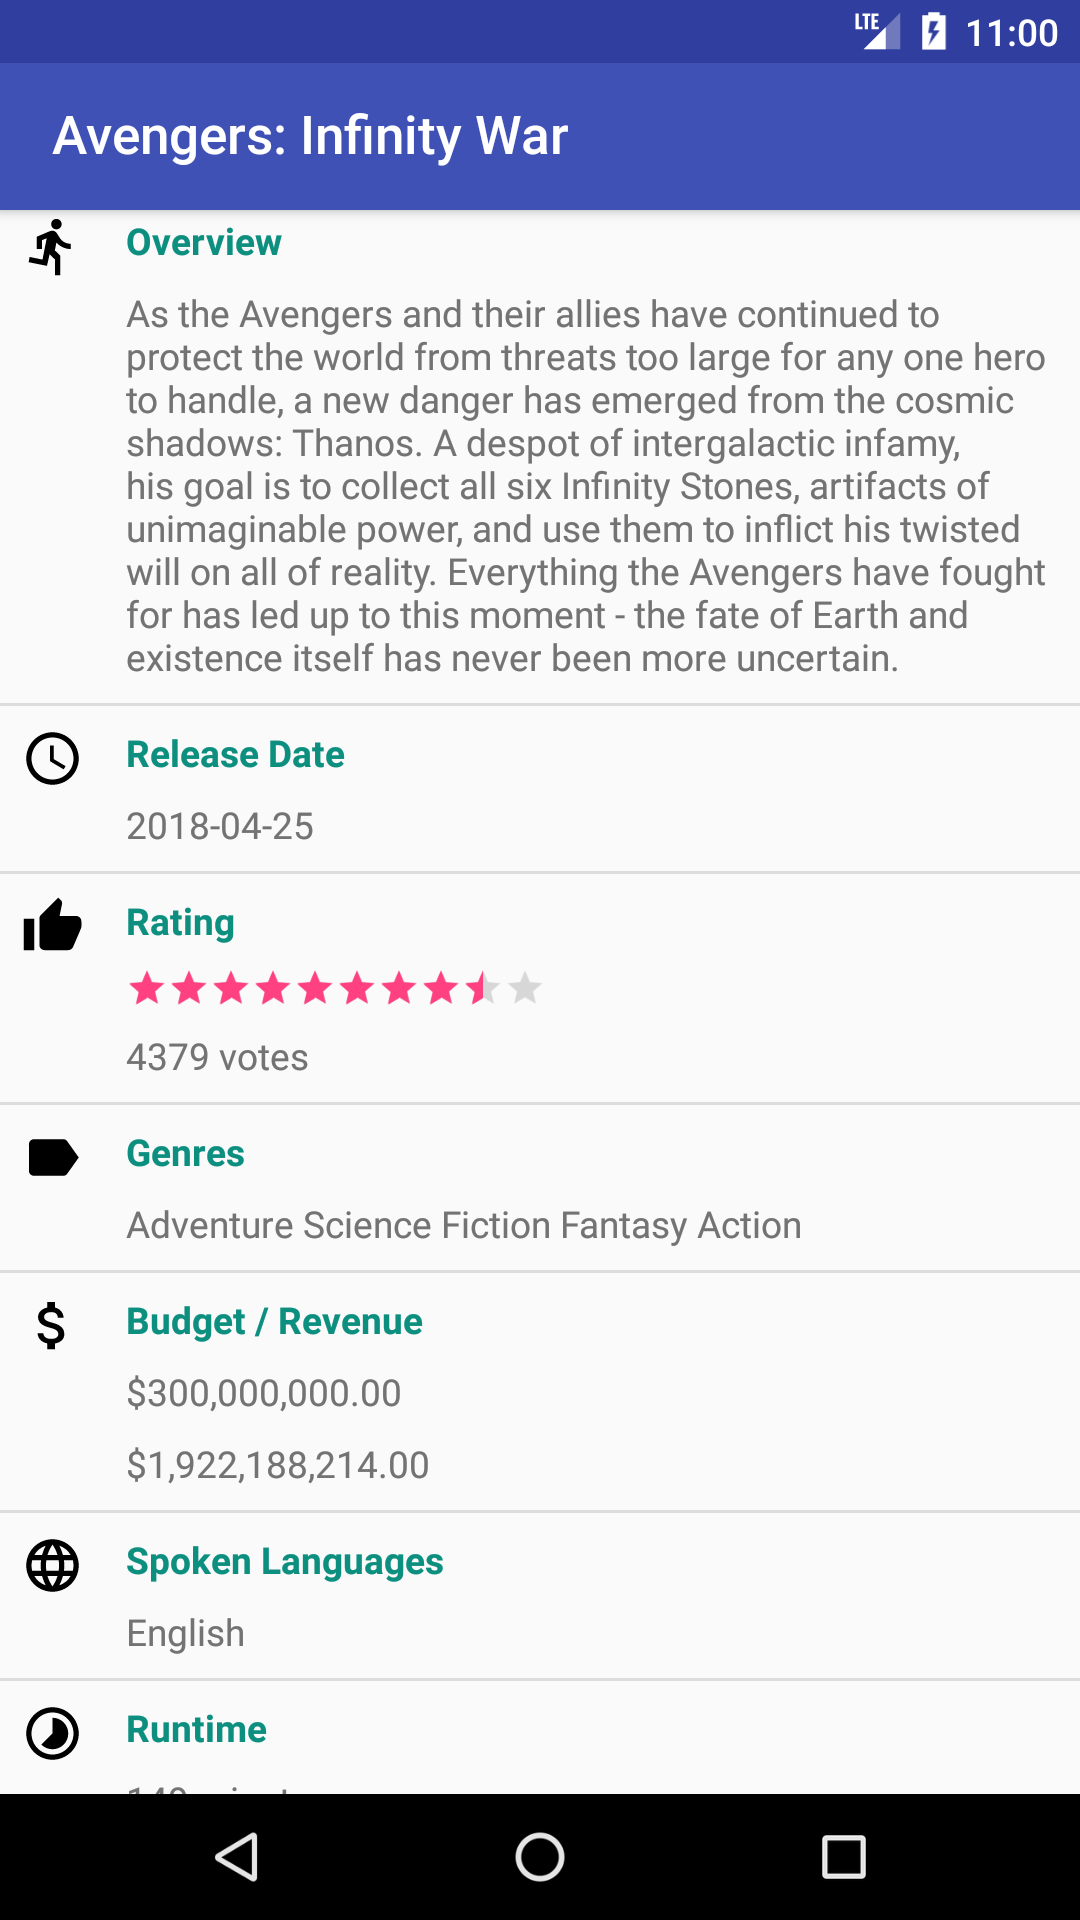 LTE 11:00
Avengers: Infinity War
Overview
As the Avengers and their allies have continued to
protect the world from threats too large for any one hero
to handle, a new danger has emerged from the cosmic
shadows: Thanos. A despot of intergalactic infamy,
his goal is to collect all six Infinity Stones, artifacts of
unimaginable power, and use them to inflict his twisted
will on all of reality. Everything the Avengers have fought
for has led up to this moment - the fate of Earth and
existence itself has never been more uncertain.
Release Date
2018-04-25
Rating
4379 votes
Genres
Adventure Science Fiction Fantasy Action
Budget / Revenue
$300,000,000.00
$1,922,188,214.00
Spoken Languages
English
Runtime